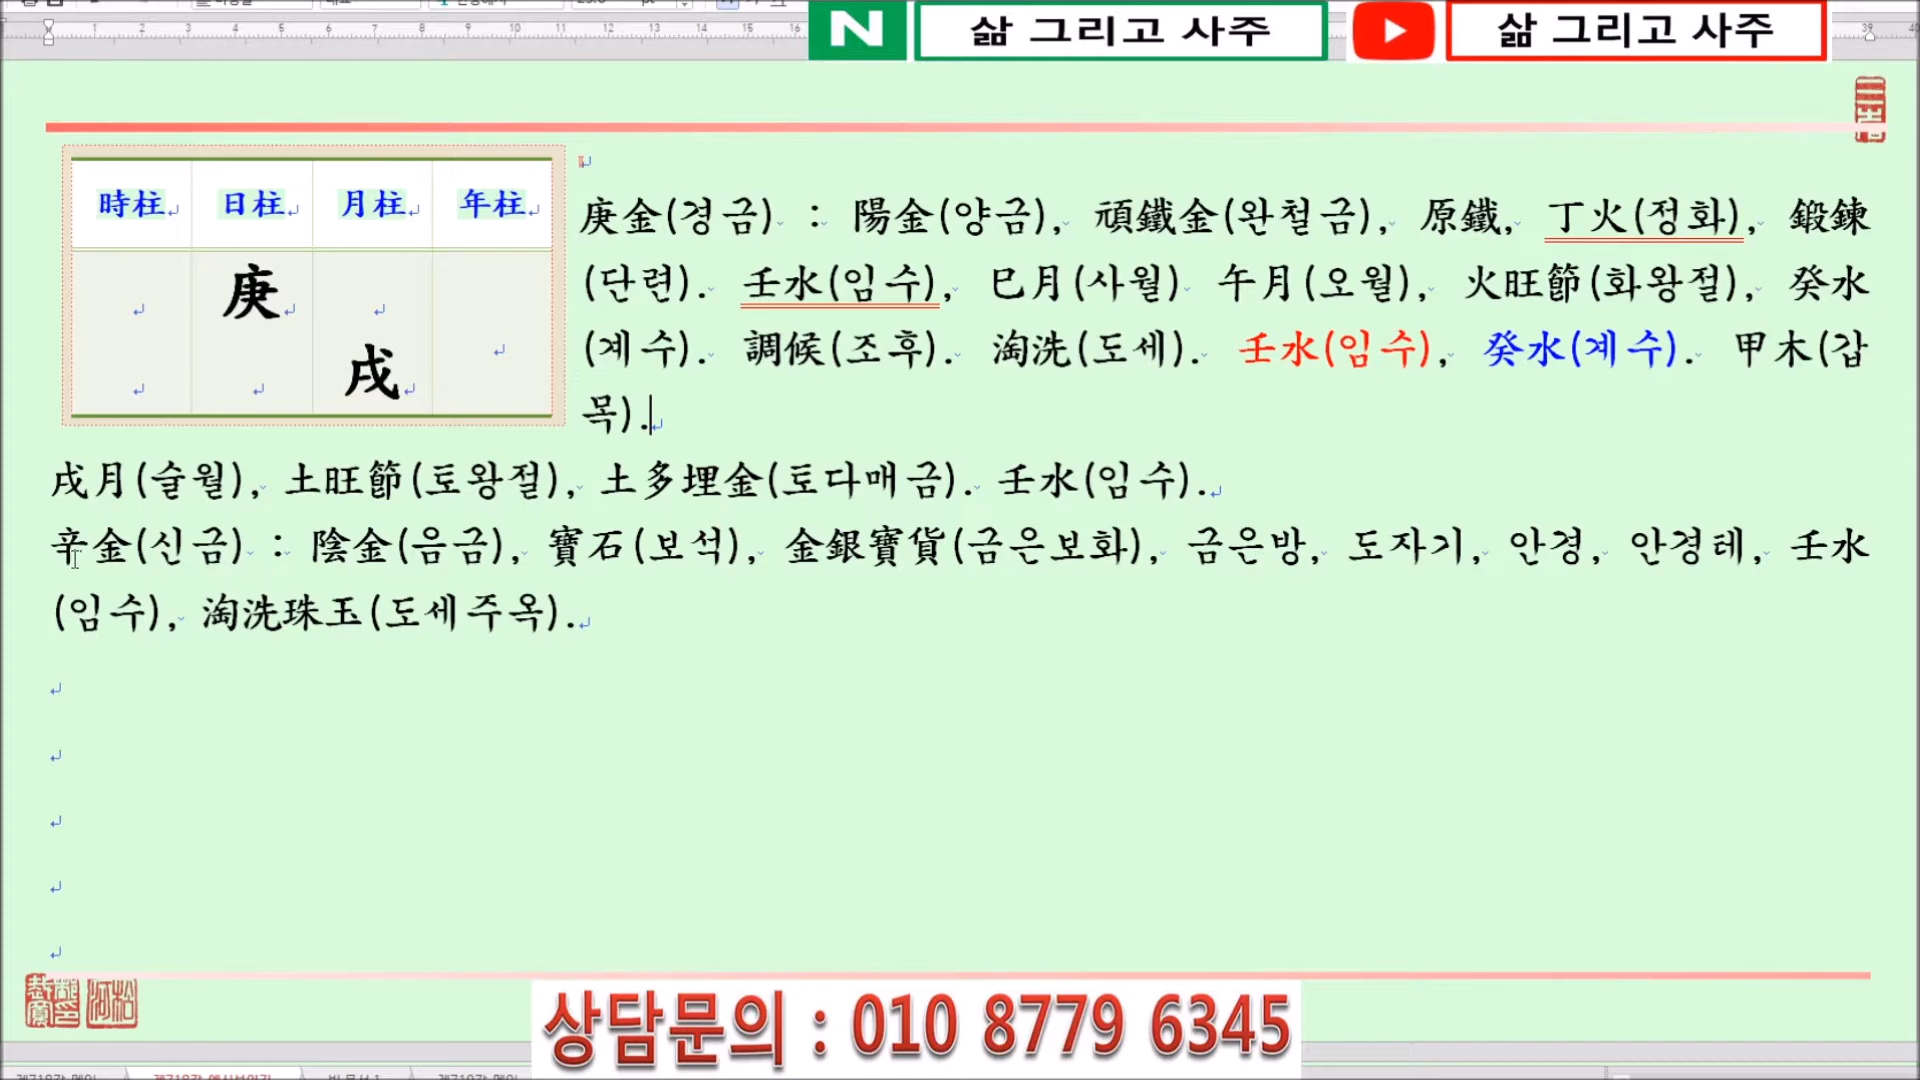 삶 그리고 사주
삶 그리고 사주
時柱 日柱 月柱 年柱
庚
戌
庚金(경금) : 陽金(양금), 頑鐵金(완철금), 原鐵, 丁火(정화), 鍛鍊
(단련). 壬水(임수), 巳月(사월) 午月(오월), 火旺節(화왕절), 癸水
(계수). 調候(조후). 淘洗(도세). 壬水(임수), 癸水(계수). 甲木(갑
목).
戌月(술월), 土旺節(토왕절), 土多埋金(토다매금). 壬水(임수).
辛金(신금) : 陰金(음금), 寶石(보석), 金銀寶貨(금은보화), 금은방, 도자기, 안경, 안경테, 壬水
(임수), 淘洗珠玉(도세주옥).
상담문의 : 010 8779 6345